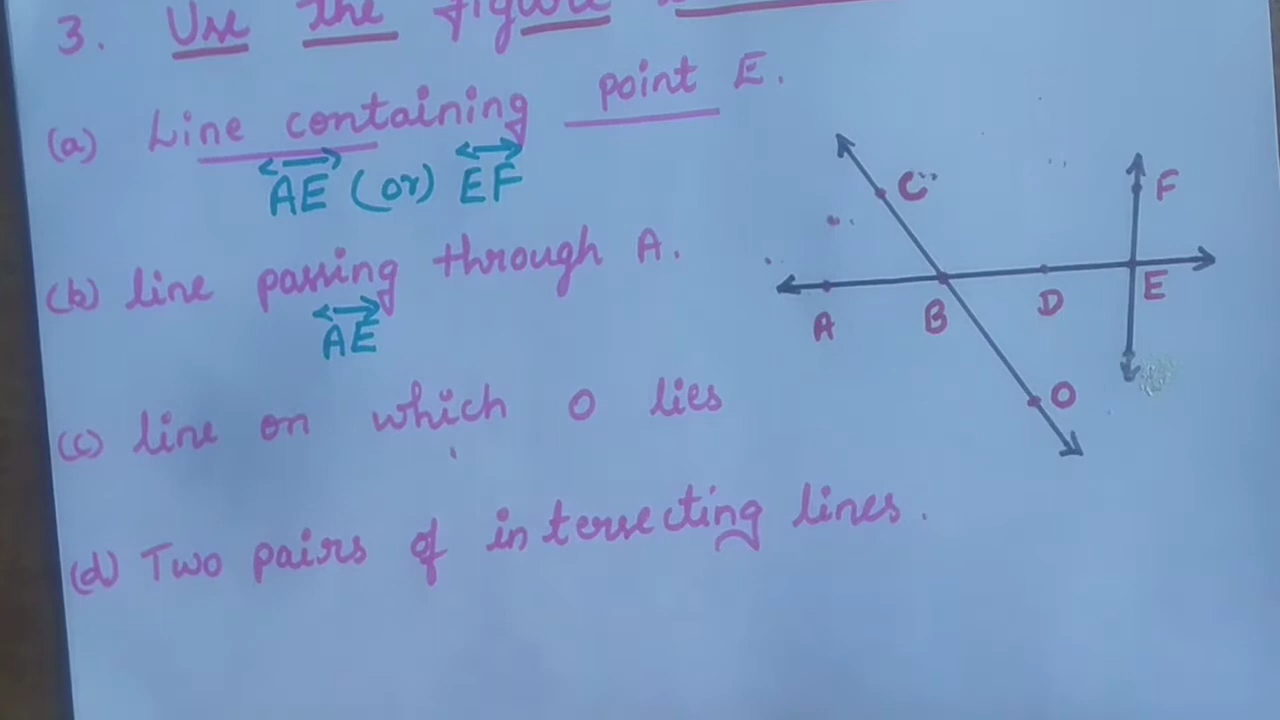 3. Use the figure
(a) Line containing point E.
AE (or) EF
(b) line passing through A.
AE
(c) line on which O lies
(d) Two pairs of intersecting lines.
C
F
A
B
D
E
O